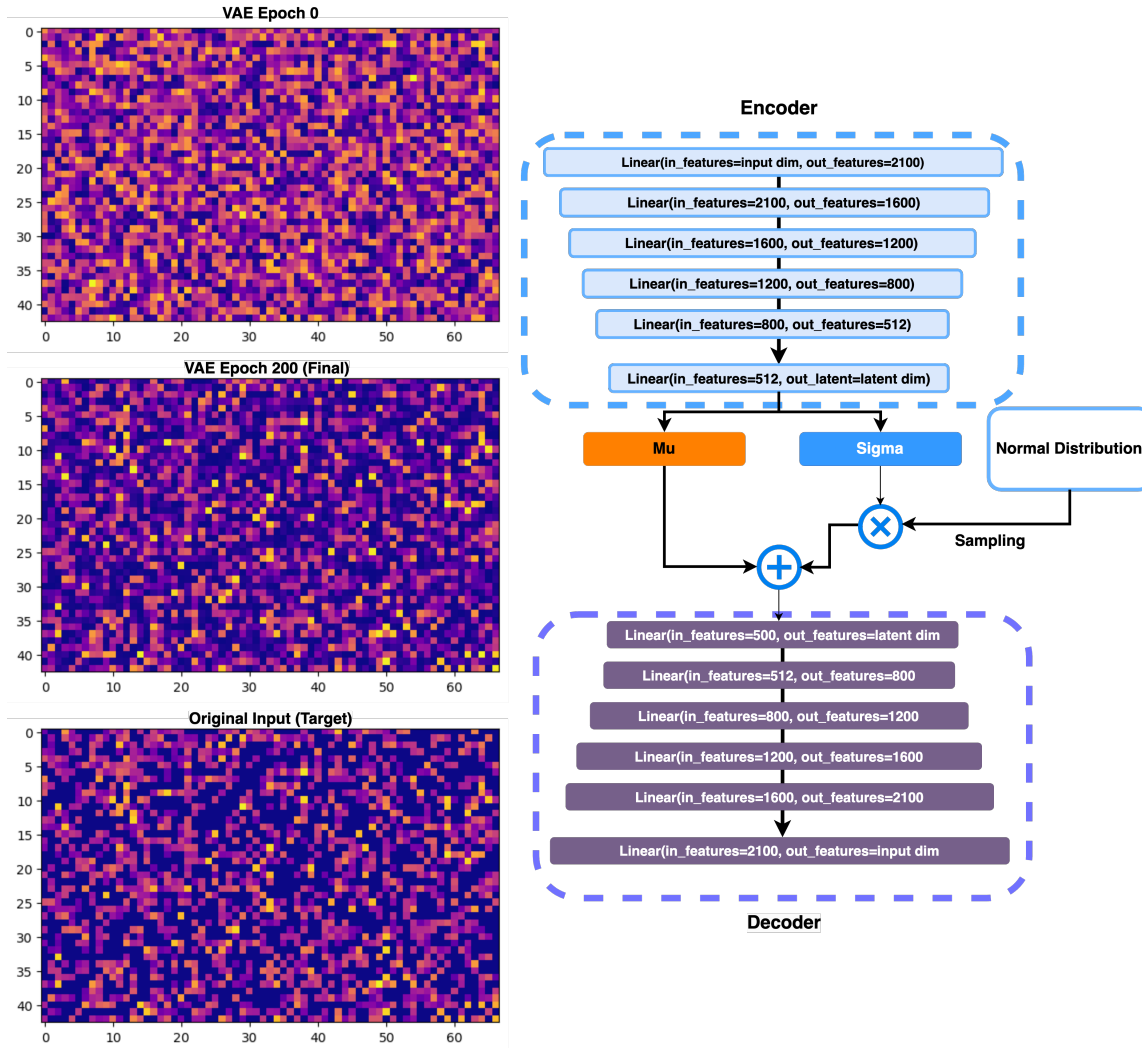 VAE Epoch 0
0
5
10
15
20
25
30
35
40
0 10 20 30 40 50 60
VAE Epoch 200 (Final)
0
5
10
15
20
25
30
35
40
0 10 20 30 40 50 60
Original Input (Target)
0
5
10
15
20
25
30
35
40
0 10 20 30 40 50 60
Encoder
Linear(in_features=input dim, out_features=2100)
Linear(in_features=2100, out_features=1600)
Linear(in_features=1600, out_features=1200)
Linear(in_features=1200, out_features=800)
Linear(in_features=800, out_features=512)
Linear(in_features=512, out_latent=latent dim)
Mu
Sigma
Normal Distribution
Sampling
Linear(in_features=500, out_features=latent dim
Linear(in_features=512, out_features=800
Linear(in_features=800, out_features=1200
Linear(in_features=1200, out_features=1600
Linear(in_features=1600, out_features=2100
Linear(in_features=2100, out_features=input dim
Decoder